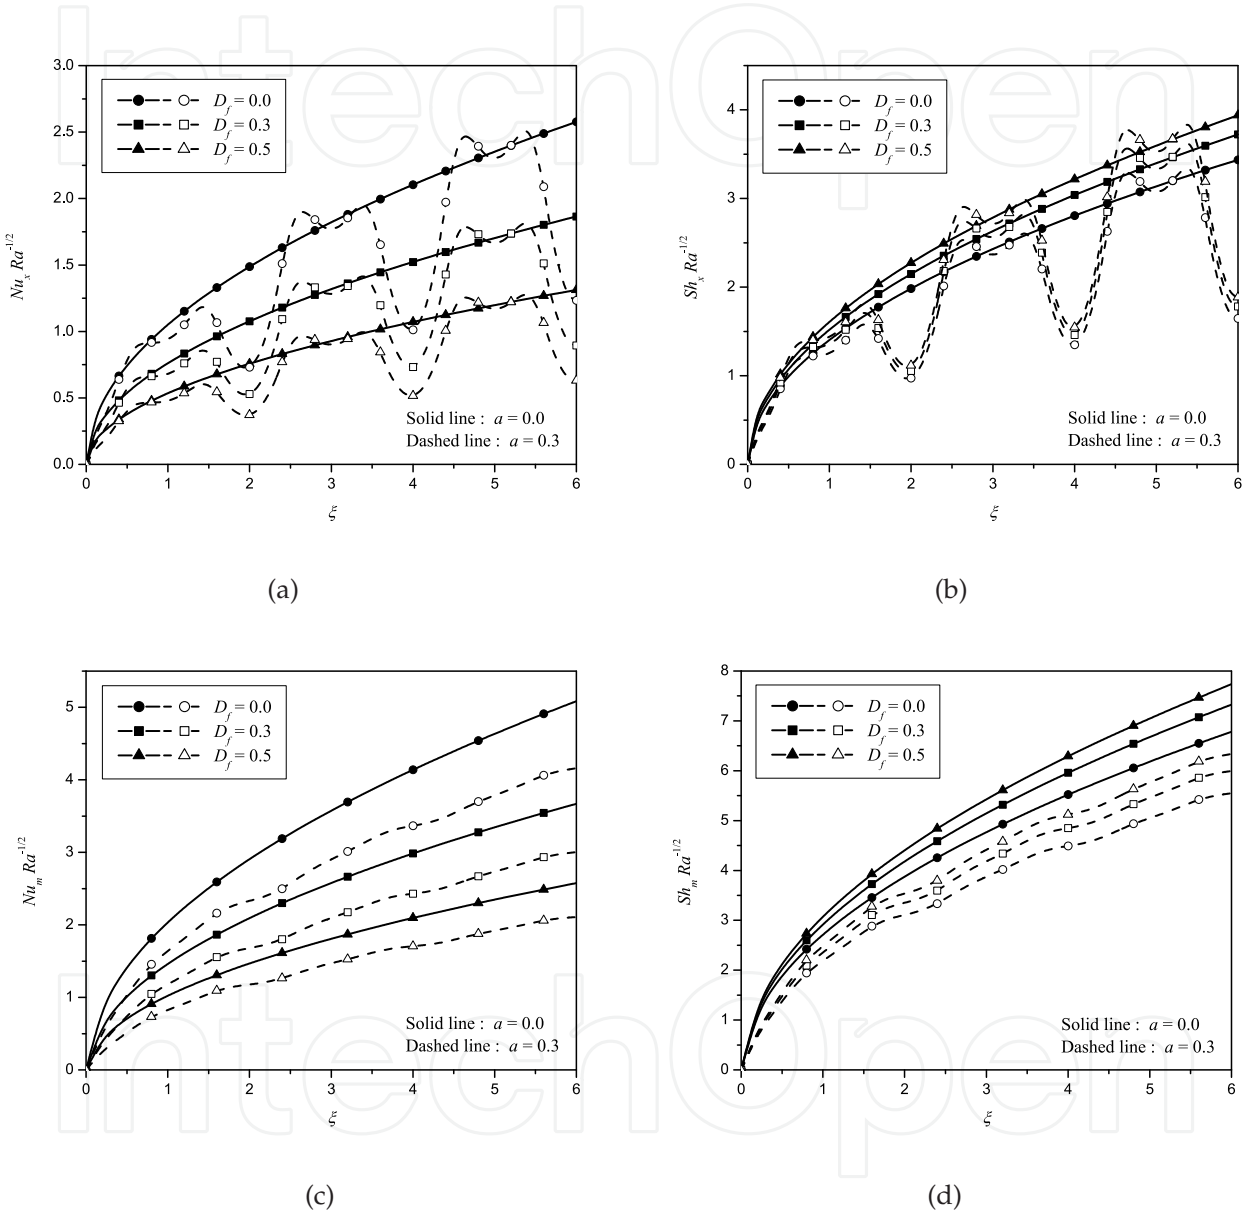 IntechOpen
3.0
2.5
2.0
1.5
1.0
0.5
0.0
Nu_x Ra^-1/2
D_f = 0.0
D_f = 0.3
D_f = 0.5
Solid line : a = 0.0
Dashed line : a = 0.3
0 1 2 3 4 5 6
ξ
(a)
4
3
2
1
0
Sh_x Ra^-1/2
D_f = 0.0
D_f = 0.3
D_f = 0.5
Solid line : a = 0.0
Dashed line : a = 0.3
0 1 2 3 4 5 6
ξ
(b)
5
4
3
2
1
0
Nu_m Ra^-1/2
D_f = 0.0
D_f = 0.3
D_f = 0.5
Solid line : a = 0.0
Dashed line : a = 0.3
0 1 2 3 4 5 6
ξ
(c)
8
7
6
5
4
3
2
1
0
Sh_m Ra^-1/2
D_f = 0.0
D_f = 0.3
D_f = 0.5
Solid line : a = 0.0
Dashed line : a = 0.3
0 1 2 3 4 5 6
ξ
(d)
IntechOpen